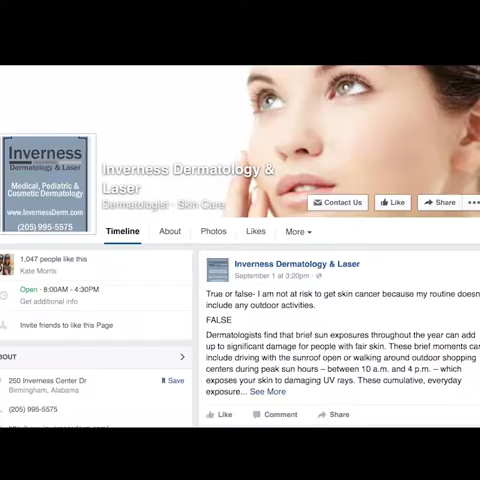 Inverness
Dermatology & Laser
Medical, Pediatric &
Cosmetic Dermatology
www.InvernessDerm.com
(205) 995-5575
Inverness Dermatology &
Laser
Dermatologist · Skin Care
Contact Us
Like
Share
Timeline
About
Photos
Likes
More
1,047 people like this
Kate Morris
Open · 8:00AM - 4:30PM
Get additional info
Invite friends to like this Page
BOUT
250 Inverness Center Dr
Birmingham, Alabama
Save
(205) 995-5575
Inverness Dermatology & Laser
September 1 at 3:20pm ·
True or false- I am not at risk to get skin cancer because my routine doesn
include any outdoor activities.
FALSE
Dermatologists find that brief sun exposures throughout the year can add
up to significant damage for people with fair skin. These brief moments can
include driving with the sunroof open or walking around outdoor shopping
centers during peak sun hours – between 10 a.m. and 4 p.m. – which
exposes your skin to damaging UV rays. These cumulative, everyday
exposure... See More
Like
Comment
Share